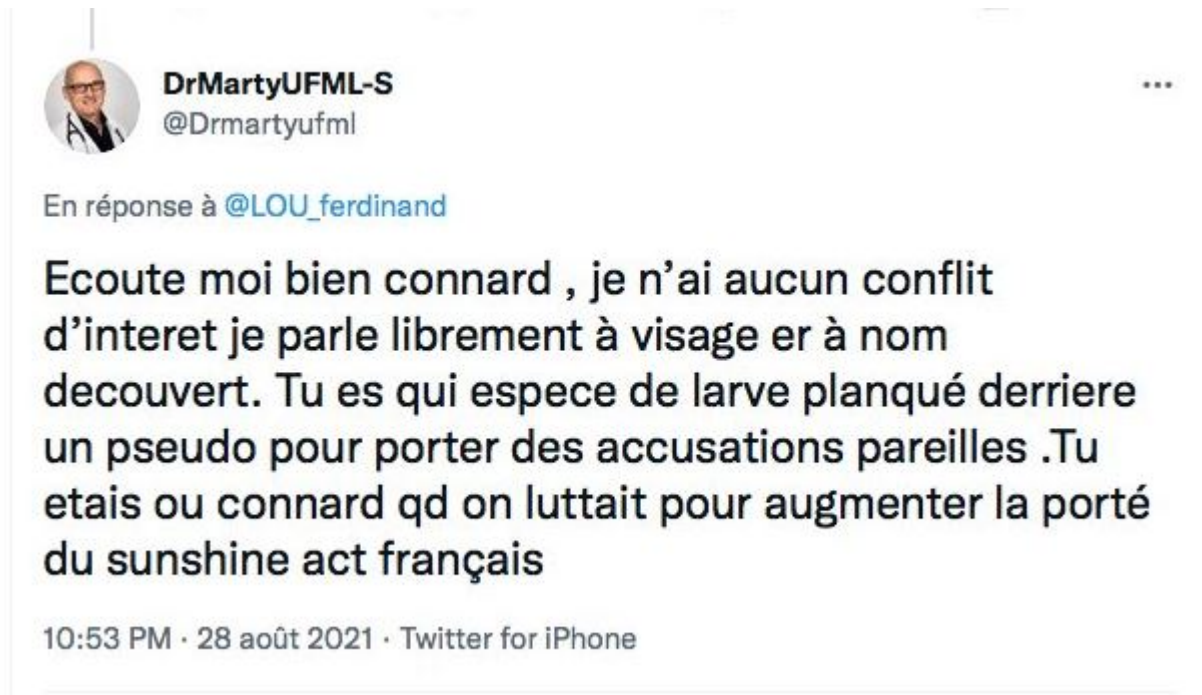 DrMartyUFML-S
@Drmartyufml
En réponse à @LOU_ferdinand
Ecoute moi bien connard , je n’ai aucun conflit
d’interet je parle librement à visage er à nom
decouvert. Tu es qui espece de larve planqué derriere
un pseudo pour porter des accusations pareilles .Tu
etais ou connard qd on luttait pour augmenter la porté
du sunshine act français
10:53 PM · 28 août 2021 · Twitter for iPhone